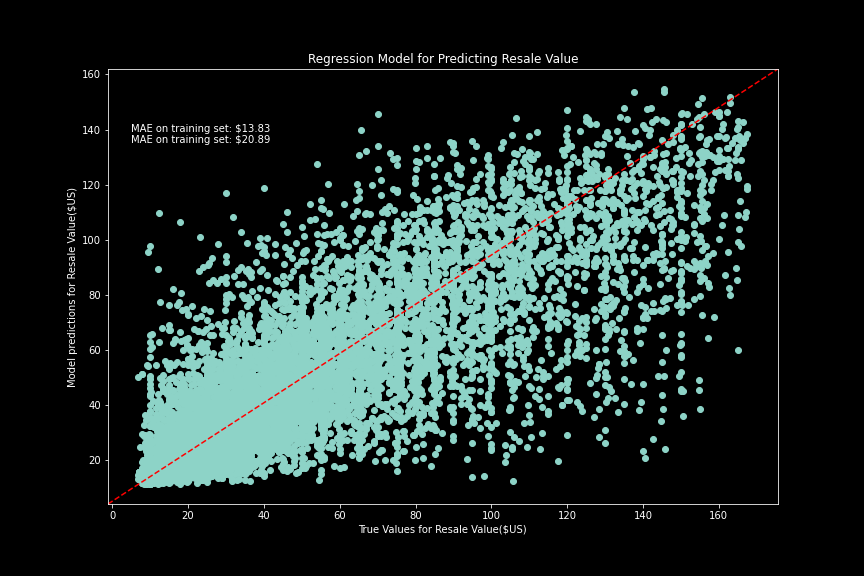 Regression Model for Predicting Resale Value
160
140
120
100
80
60
40
20
Model predictions for Resale Value($US)
MAE on training set: $13.83
MAE on training set: $20.89
0 20 40 60 80 100 120 140 160
True Values for Resale Value($US)